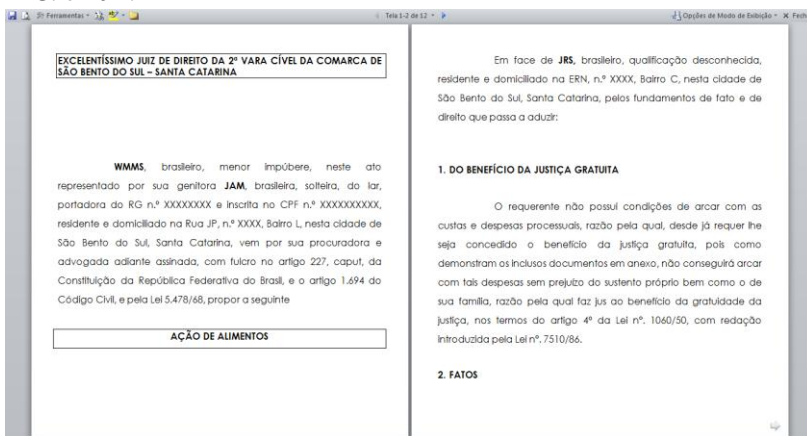 Ferramentas
Tela 1-2 de 12
Opções de Modo de Exibição
Fech
EXCELENTÍSSIMO JUIZ DE DIREITO DA 2ª VARA CÍVEL DA COMARCA DE
SÃO BENTO DO SUL – SANTA CATARINA
WMMS, brasileiro, menor impúbere, neste ato
representado por sua genitora JAM, brasileira, solteira, do lar,
portadora do RG n.º XXXXXXXX e inscrita no CPF n.º XXXXXXXXXX,
residente e domiciliado na Rua JP, n.º XXXX, Bairro L, nesta cidade de
São Bento do Sul, Santa Catarina, vem por sua procuradora e
advogada adiante assinada, com fulcro no artigo 227, caput, da
Constituição da República Federativa do Brasil, e o artigo 1.694 do
Código Civil, e pela Lei 5.478/68, propor a seguinte
AÇÃO DE ALIMENTOS
Em face de JRS, brasileiro, qualificação desconhecida,
residente e domiciliado na ERN, n.º XXXX, Bairro C, nesta cidade de
São Bento do Sul, Santa Catarina, pelos fundamentos de fato e de
direito que passa a aduzir:
1. DO BENEFÍCIO DA JUSTIÇA GRATUITA
O requerente não possui condições de arcar com as
custas e despesas processuais, razão pela qual, desde já requer lhe
seja concedido o benefício da justiça gratuita, pois como
demonstram os inclusos documentos em anexo, não conseguirá arcar
com tais despesas sem prejuízo do sustento próprio bem como o de
sua família, razão pela qual faz jus ao benefício da gratuidade da
justiça, nos termos do artigo 4º da Lei nº. 1060/50, com redação
introduzida pela Lei nº. 7510/86.
2. FATOS